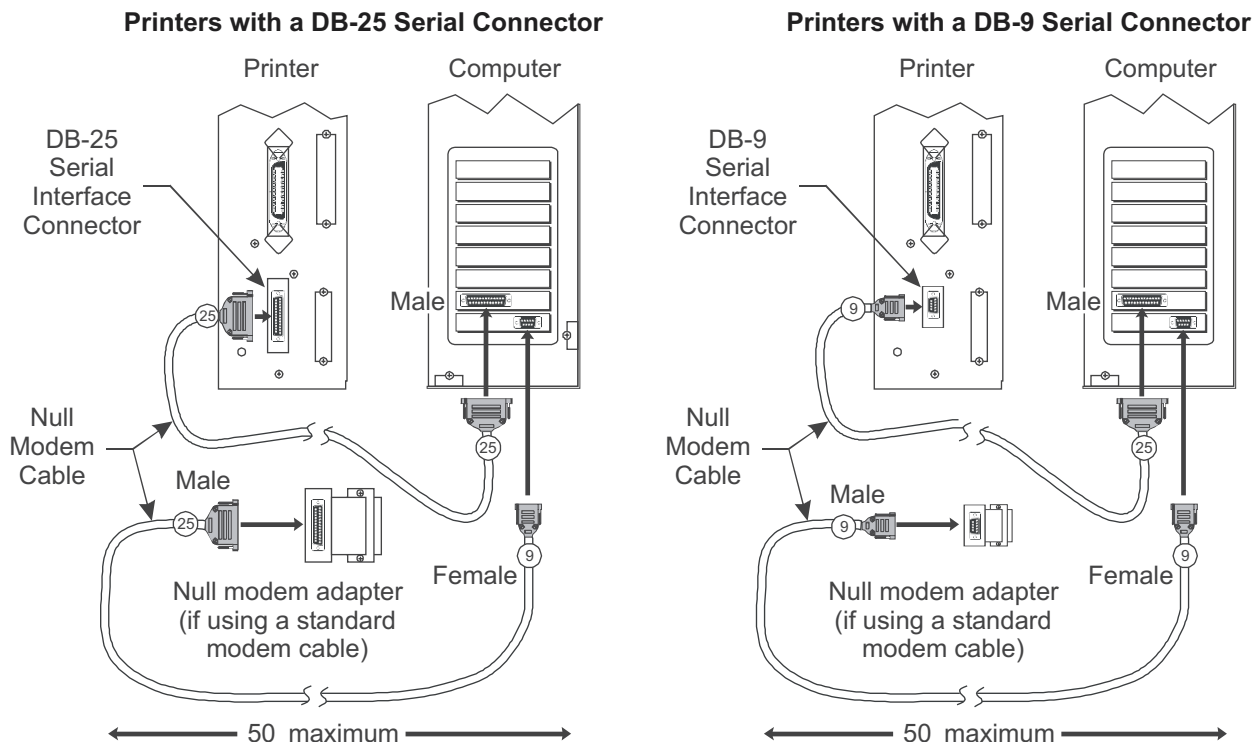 Printers with a DB-25 Serial Connector
Printer
Computer
DB-25
Serial
Interface
Connector
Male
25
Null
Modem
Cable
25
Male
25
9
Female
Null modem adapter
(if using a standard
modem cable)
50 maximum
Printers with a DB-9 Serial Connector
Printer
Computer
DB-9
Serial
Interface
Connector
Male
9
Null
Modem
Cable
25
Male
9
9
Female
Null modem adapter
(if using a standard
modem cable)
50 maximum